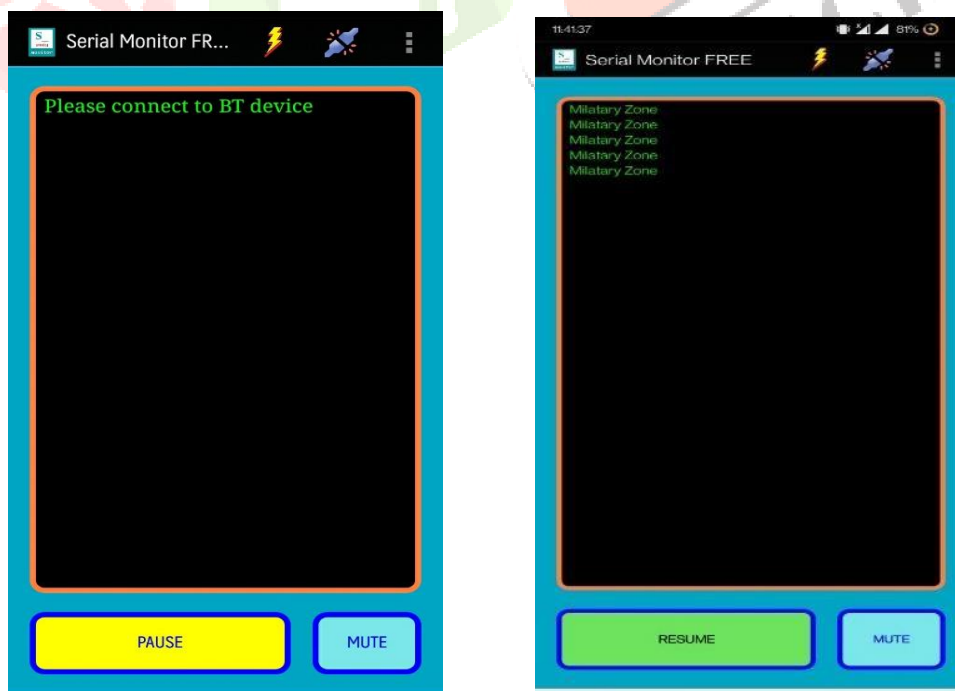 Serial Monitor FR...
Please connect to BT device
PAUSE
MUTE
11:41:37
81%
Serial Monitor FREE
Milatary Zone
Milatary Zone
Milatary Zone
Milatary Zone
Milatary Zone
RESUME
MUTE